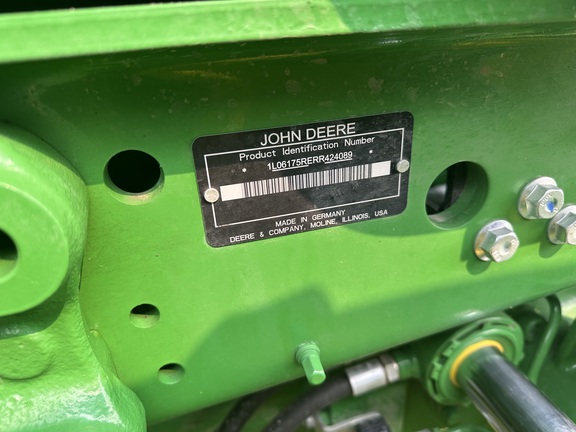 JOHN DEERE
Product Identification Number
* 1L06175RERR424089 *
MADE IN GERMANY
DEERE & COMPANY, MOLINE, ILLINOIS, USA